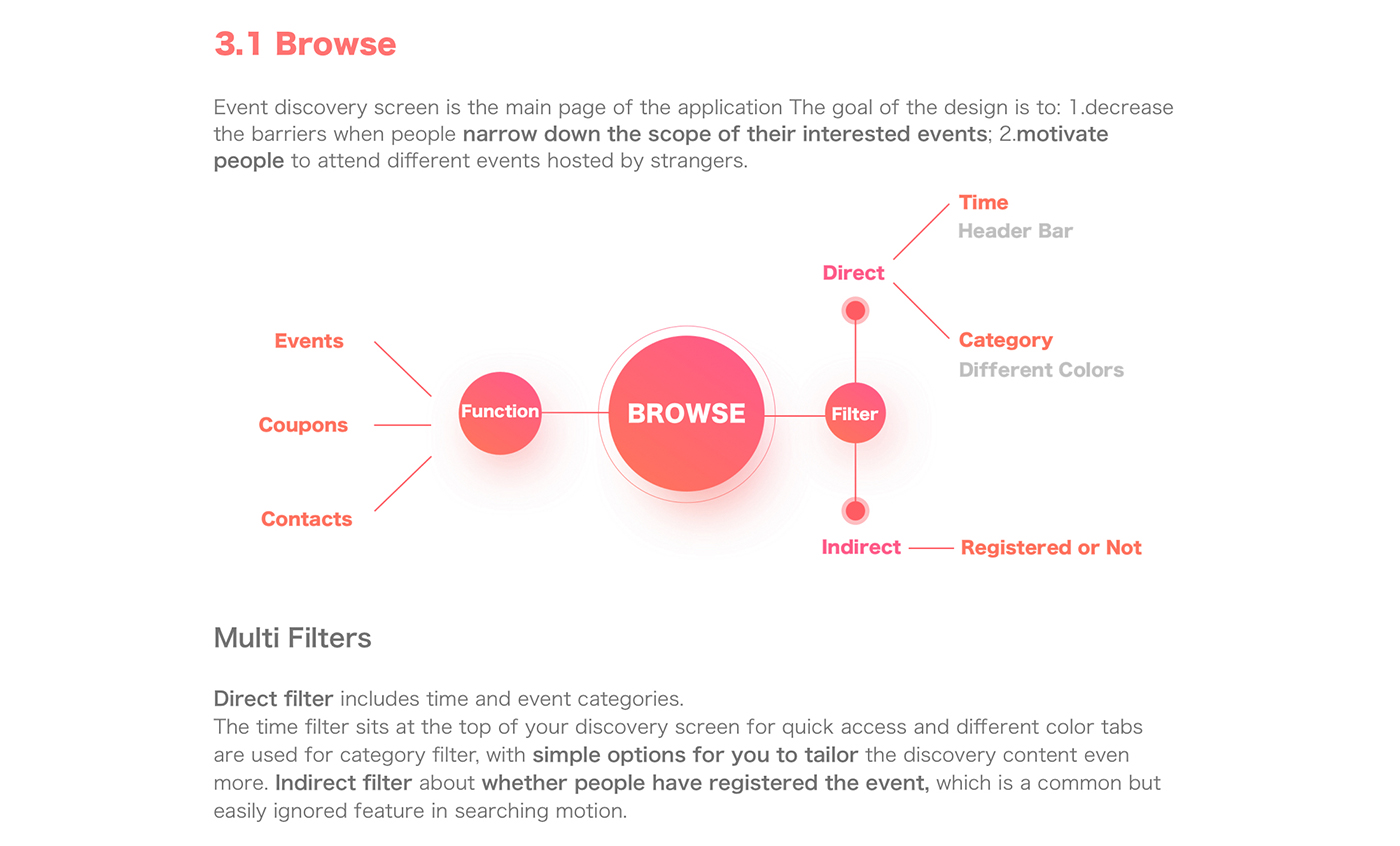 3.1 Browse
Event discovery screen is the main page of the application The goal of the design is to: 1.decrease
the barriers when people narrow down the scope of their interested events; 2.motivate
people to attend different events hosted by strangers.
Time
Header Bar
Direct
Events
Category
Different Colors
Function
BROWSE
Filter
Coupons
Contacts
Indirect
Registered or Not
Multi Filters
Direct filter includes time and event categories.
The time filter sits at the top of your discovery screen for quick access and different color tabs
are used for category filter, with simple options for you to tailor the discovery content even
more. Indirect filter about whether people have registered the event, which is a common but
easily ignored feature in searching motion.